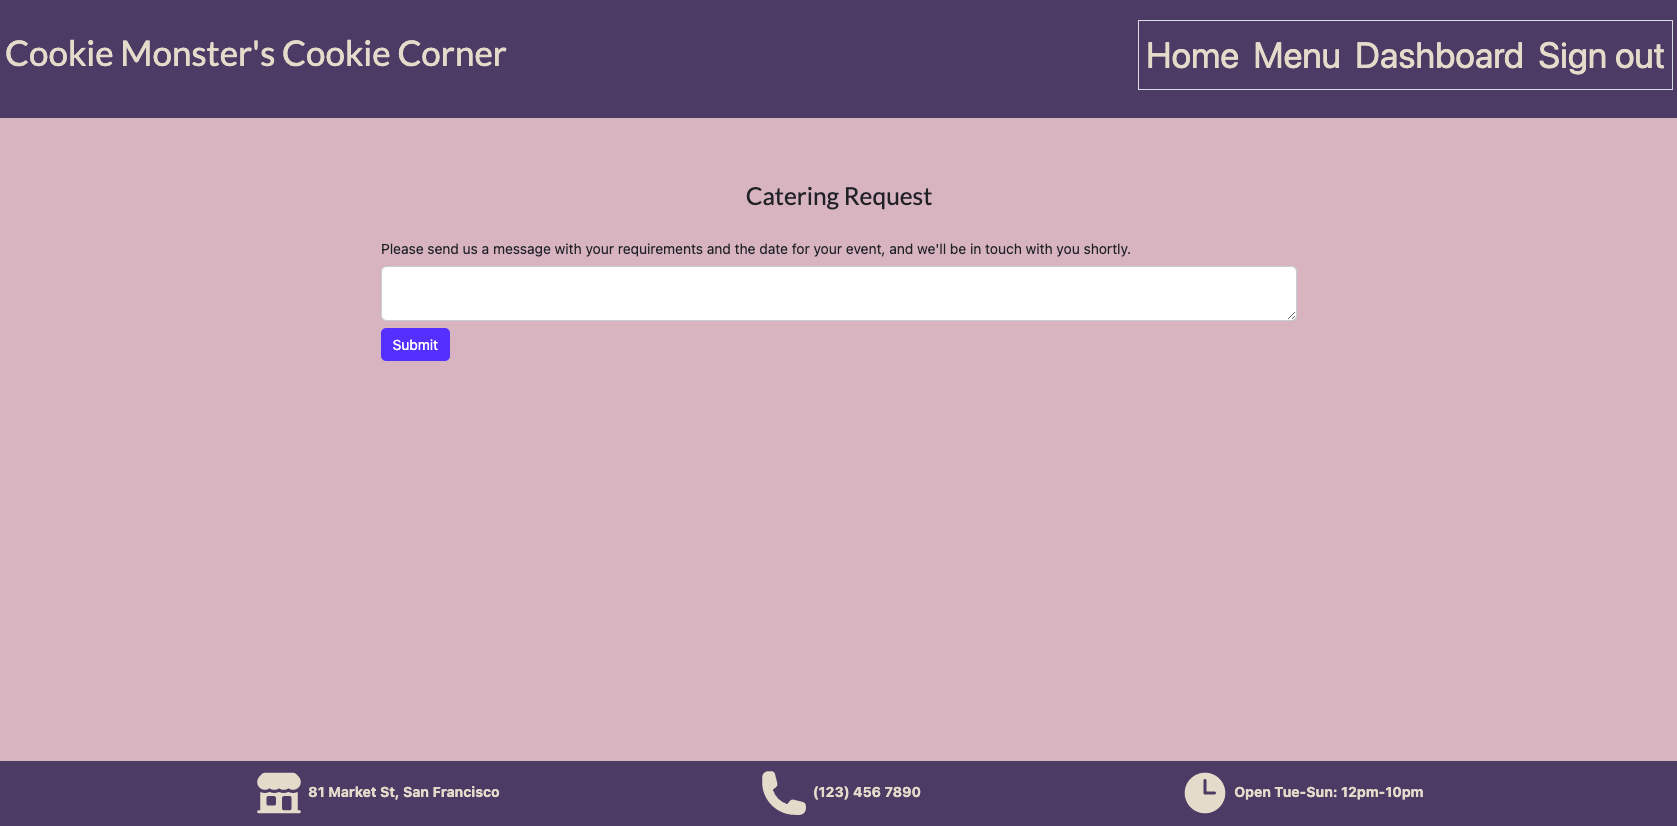 Cookie Monster's Cookie Corner
Home Menu Dashboard Sign out
Catering Request
Please send us a message with your requirements and the date for your event, and we'll be in touch with you shortly.
Submit
81 Market St, San Francisco
(123) 456 7890
Open Tue-Sun: 12pm-10pm